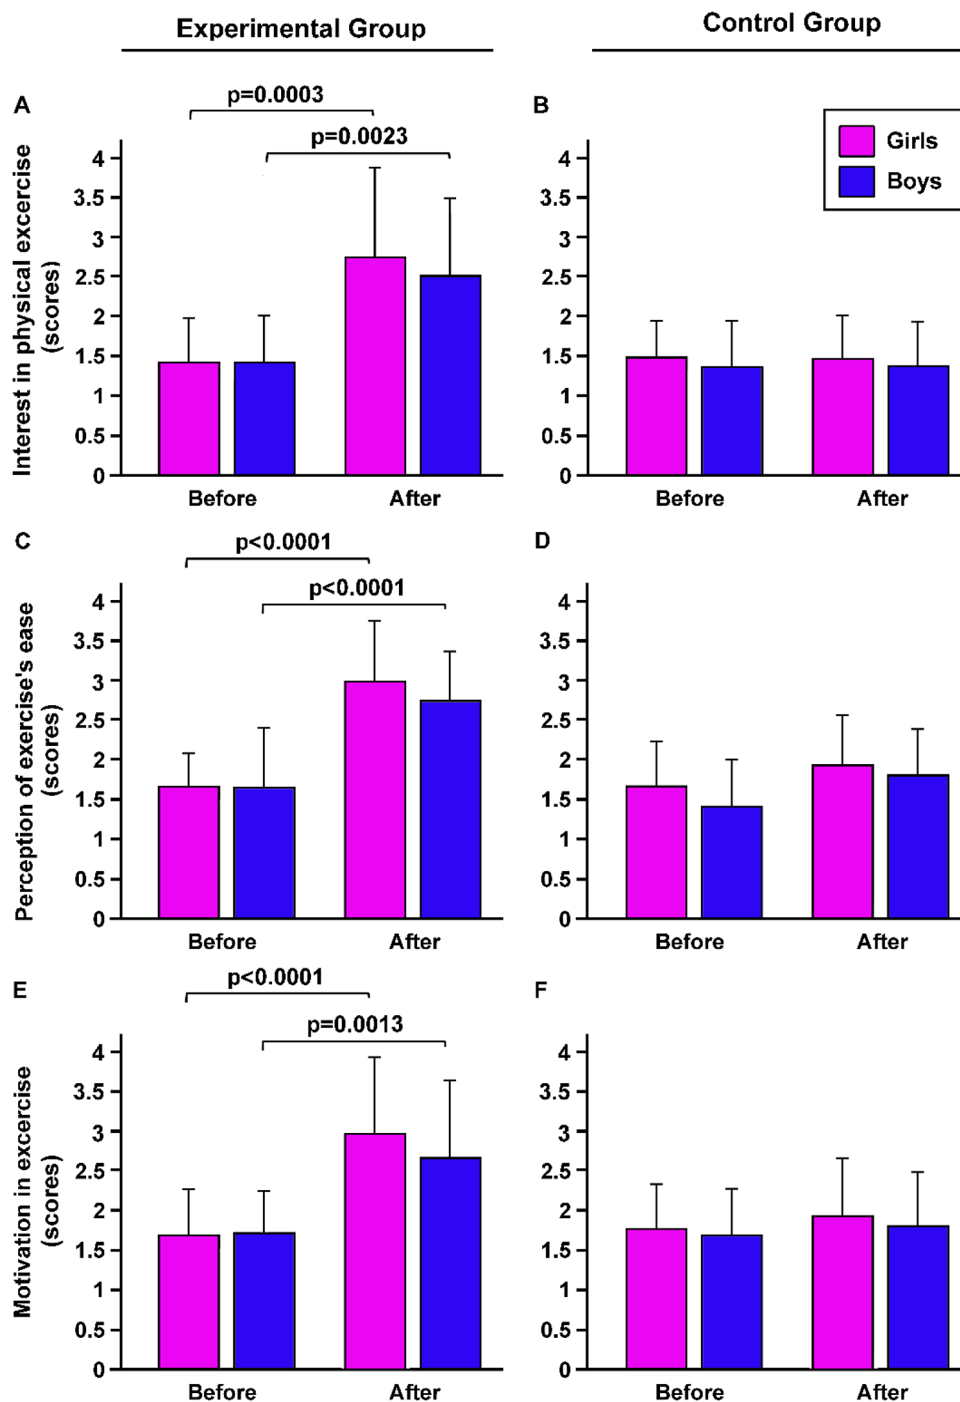 Experimental Group
Control Group
A
p=0.0003
p=0.0023
Interest in physical excercise
(scores)
4
3.5
3
2.5
2
1.5
1
0.5
0
Before
After
B
Girls
Boys
4
3.5
3
2.5
2
1.5
1
0.5
0
Before
After
C
p<0.0001
p<0.0001
Perception of exercise's ease
(scores)
4
3.5
3
2.5
2
1.5
1
0.5
0
Before
After
D
4
3.5
3
2.5
2
1.5
1
0.5
0
Before
After
E
p<0.0001
p=0.0013
Motivation in excercise
(scores)
4
3.5
3
2.5
2
1.5
1
0.5
0
Before
After
F
4
3.5
3
2.5
2
1.5
1
0.5
0
Before
After